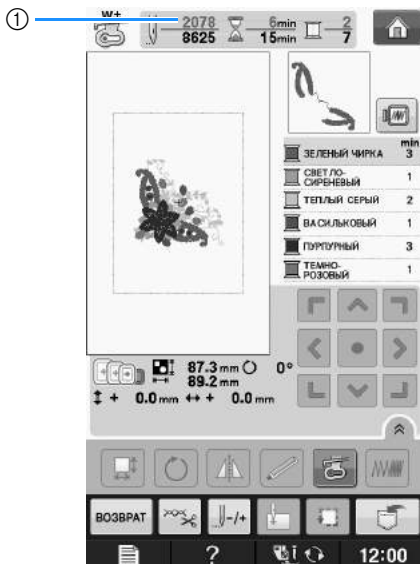 ①
W+
2078 6min 2
8625 15min 7
min
ЗЕЛЕНЫЙ ЧИРКА 3
СВЕТЛО-
СИРЕНЕВЫЙ 1
ТЕПЛЫЙ СЕРЫЙ 2
ВАСИЛЬКОВЫЙ 1
ПУРПУРНЫЙ 3
ТЕМНО-
РОЗОВЫЙ 1
87.3 mm 0°
89.2 mm
+ 0.0 mm + 0.0 mm
ВОЗВРАТ -/+
? 12:00